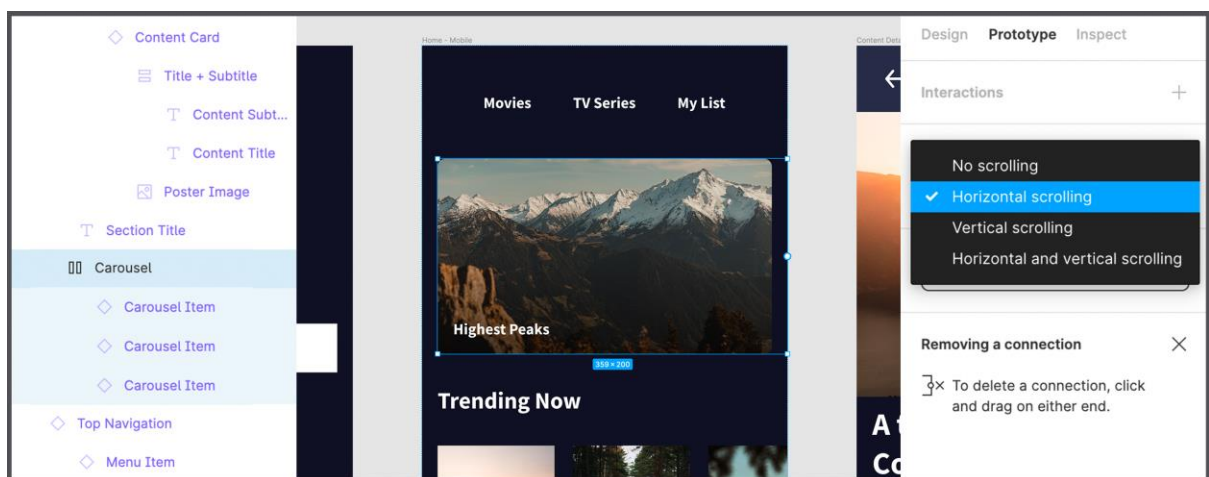 Content Card
Title + Subtitle
Content Subt...
Content Title
Poster Image
Section Title
Carousel
Carousel Item
Carousel Item
Carousel Item
Top Navigation
Menu Item
Home - Mobile
Movies TV Series My List
Highest Peaks
359 × 200
Trending Now
Content Deta
A t
Co
Design Prototype Inspect
Interactions
No scrolling
Horizontal scrolling
Vertical scrolling
Horizontal and vertical scrolling
Removing a connection
To delete a connection, click
and drag on either end.